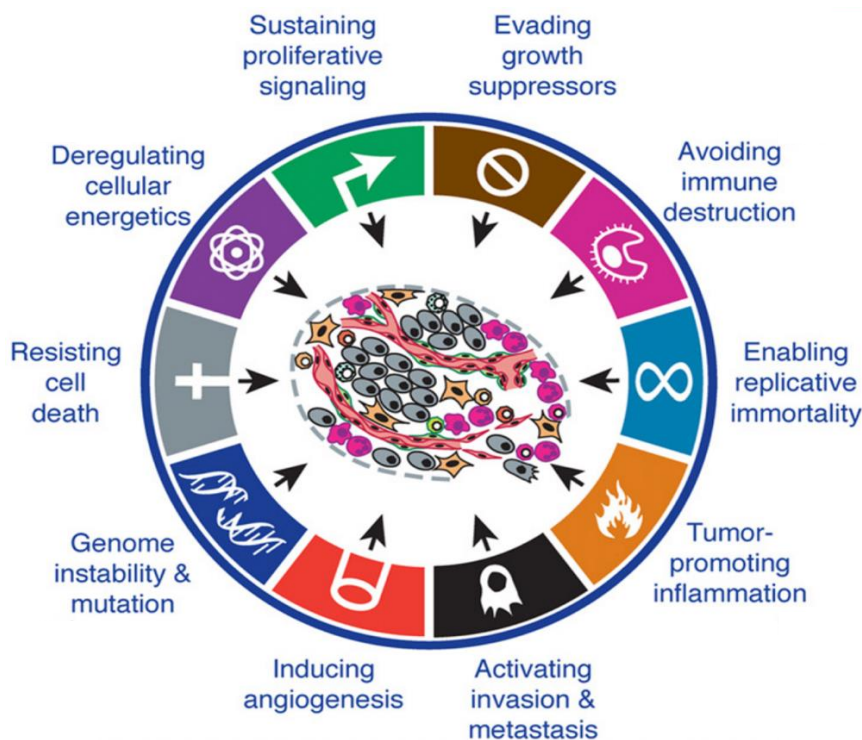 Sustaining
proliferative
signaling
Evading
growth
suppressors
Avoiding
immune
destruction
Enabling
replicative
immortality
Tumor-
promoting
inflammation
Activating
invasion &
metastasis
Inducing
angiogenesis
Genome
instability &
mutation
Resisting
cell
death
Deregulating
cellular
energetics